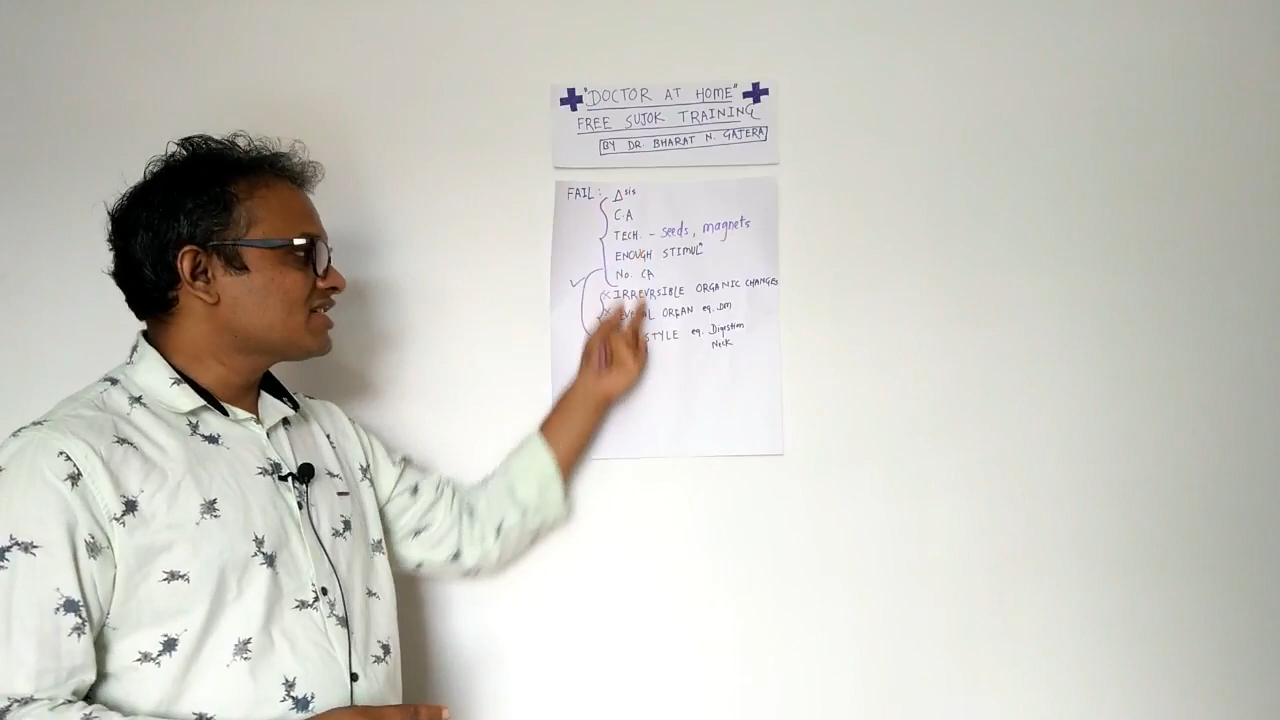 "DOCTOR AT HOME"
FREE SUJOK TRAINING
BY DR. BHARAT N. GAJERA
FAIL: Δsis
C.A
TECH. - Seeds, magnets
ENOUGH STIMULⁿ
No. CA
IRREVRSIBLE ORGANIC CHANGES
ORGAN eg. DM
STYLE eg. Digestion
Neck